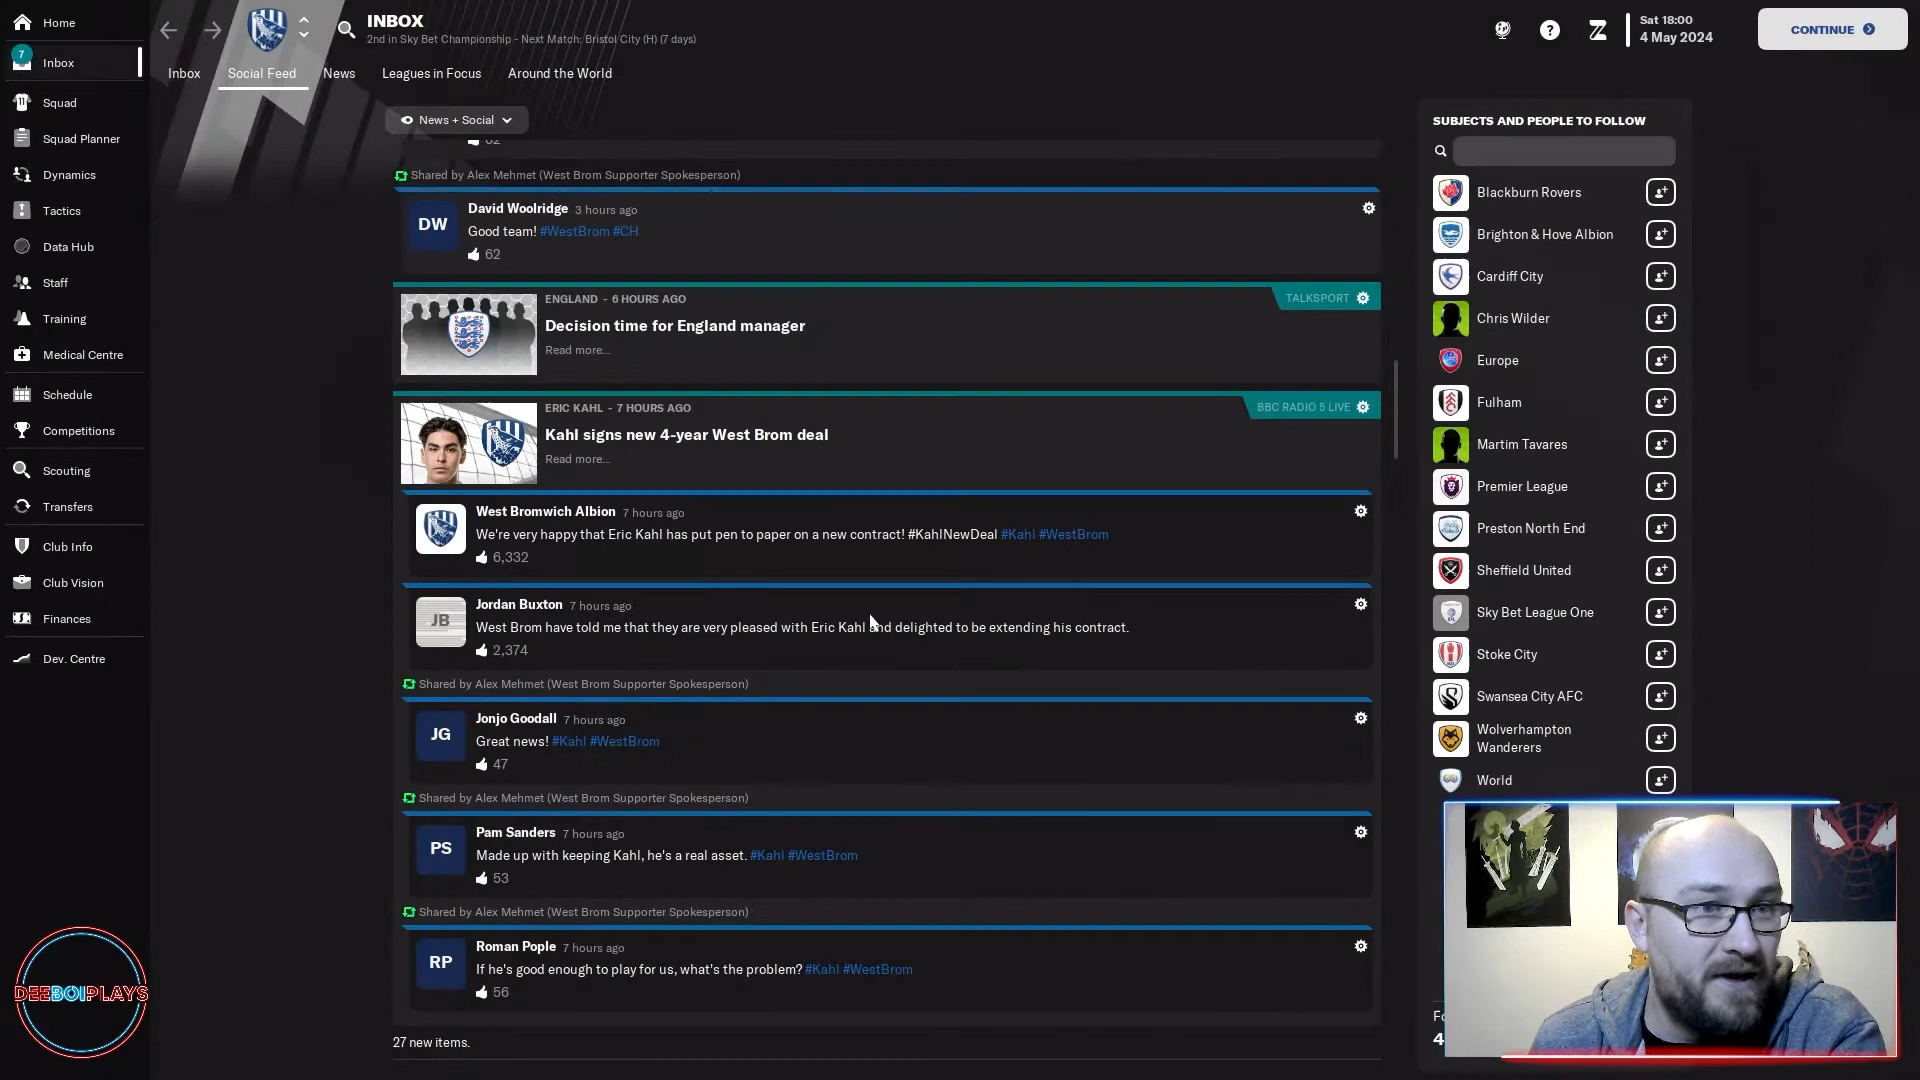 Home
7
Inbox
Squad
Squad Planner
Dynamics
Tactics
Data Hub
Staff
Training
Medical Centre
Schedule
Competitions
Scouting
Transfers
Club Info
Club Vision
Finances
Dev. Centre
DEEBOIPLAYS
INBOX
2nd in Sky Bet Championship - Next Match: Bristol City (H) (7 days)
Sat 18:00
4 May 2024
CONTINUE
Inbox
Social Feed
News
Leagues in Focus
Around the World
News + Social
62
Shared by Alex Mehmet (West Brom Supporter Spokesperson)
DW
David Woolridge 3 hours ago
Good team! #WestBrom #CH
62
ENGLAND - 6 HOURS AGO
TALKSPORT
Decision time for England manager
Read more...
ERIC KAHL - 7 HOURS AGO
BBC RADIO 5 LIVE
Kahl signs new 4-year West Brom deal
Read more...
West Bromwich Albion 7 hours ago
We're very happy that Eric Kahl has put pen to paper on a new contract! #KahlNewDeal #Kahl #WestBrom
6,332
JB
Jordan Buxton 7 hours ago
West Brom have told me that they are very pleased with Eric Kahl and delighted to be extending his contract.
2,374
Shared by Alex Mehmet (West Brom Supporter Spokesperson)
JG
Jonjo Goodall 7 hours ago
Great news! #Kahl #WestBrom
47
Shared by Alex Mehmet (West Brom Supporter Spokesperson)
PS
Pam Sanders 7 hours ago
Made up with keeping Kahl, he's a real asset. #Kahl #WestBrom
53
Shared by Alex Mehmet (West Brom Supporter Spokesperson)
RP
Roman Pople 7 hours ago
If he's good enough to play for us, what's the problem? #Kahl #WestBrom
56
27 new items.
SUBJECTS AND PEOPLE TO FOLLOW
Blackburn Rovers
Brighton & Hove Albion
Cardiff City
Chris Wilder
Europe
Fulham
Martim Tavares
Premier League
Preston North End
Sheffield United
Sky Bet League One
Stoke City
Swansea City AFC
Wolverhampton
Wanderers
World